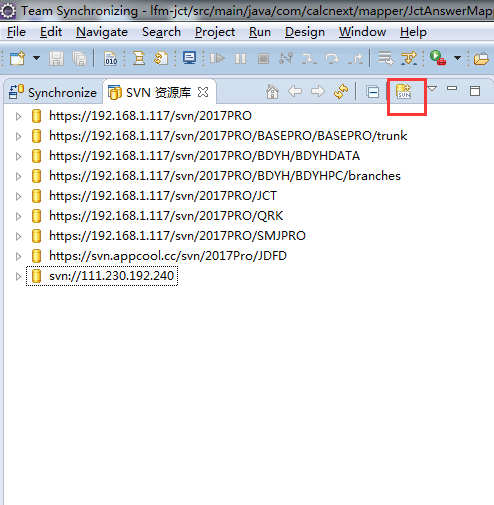 Team Synchronizing - lfm-jct/src/main/java/com/calcnext/mapper/JctAnswerMap
File Edit Navigate Search Project Run Design Window Help
010
Synchronize SVN 资源库
SVN
https://192.168.1.117/svn/2017PRO
https://192.168.1.117/svn/2017PRO/BASEPRO/BASEPRO/trunk
https://192.168.1.117/svn/2017PRO/BDYH/BDYHDATA
https://192.168.1.117/svn/2017PRO/BDYH/BDYHPC/branches
https://192.168.1.117/svn/2017PRO/JCT
https://192.168.1.117/svn/2017PRO/QRK
https://192.168.1.117/svn/2017PRO/SMJPRO
https://svn.appcool.cc/svn/2017Pro/JDFD
svn://111.230.192.240